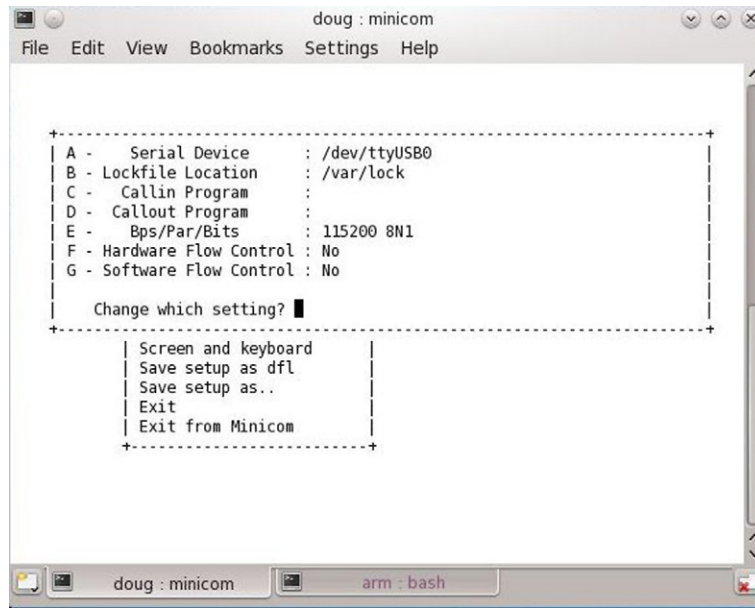 doug : minicom
File Edit View Bookmarks Settings Help
A - Serial Device : /dev/ttyUSB0
B - Lockfile Location : /var/lock
C - Callin Program :
D - Callout Program :
E - Bps/Par/Bits : 115200 8N1
F - Hardware Flow Control : No
G - Software Flow Control : No
Change which setting?
Screen and keyboard
Save setup as dfl
Save setup as..
Exit
Exit from Minicom
doug : minicom
arm : bash